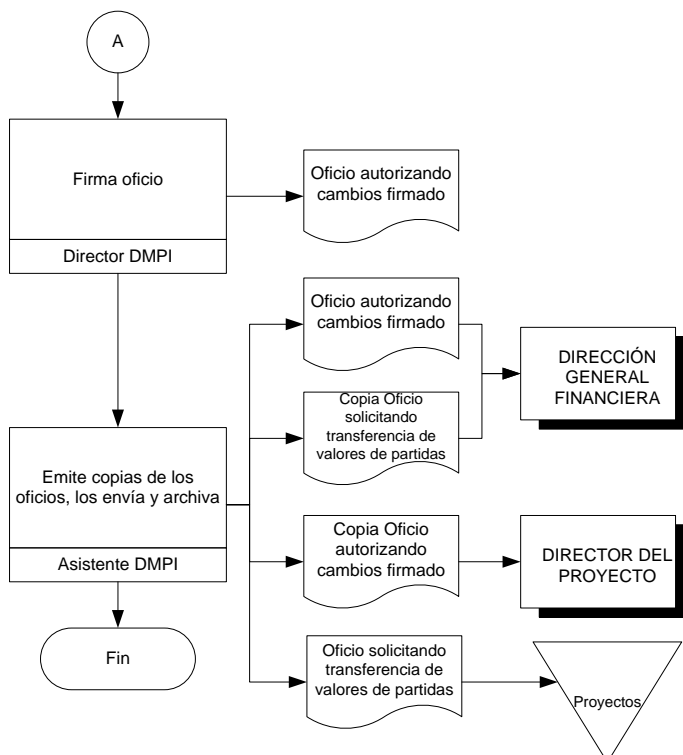 A
Firma oficio
Director DMPI
Oficio autorizando
cambios firmado
Oficio autorizando
cambios firmado
DIRECCIÓN
GENERAL
FINANCIERA
Copia Oficio
solicitando
transferencia de
valores de partidas
Emite copias de los
oficios, los envía y archiva
Asistente DMPI
Copia Oficio
autorizando
cambios firmado
DIRECTOR DEL
PROYECTO
Fin
Oficio solicitando
transferencia de
valores de partidas
Proyectos